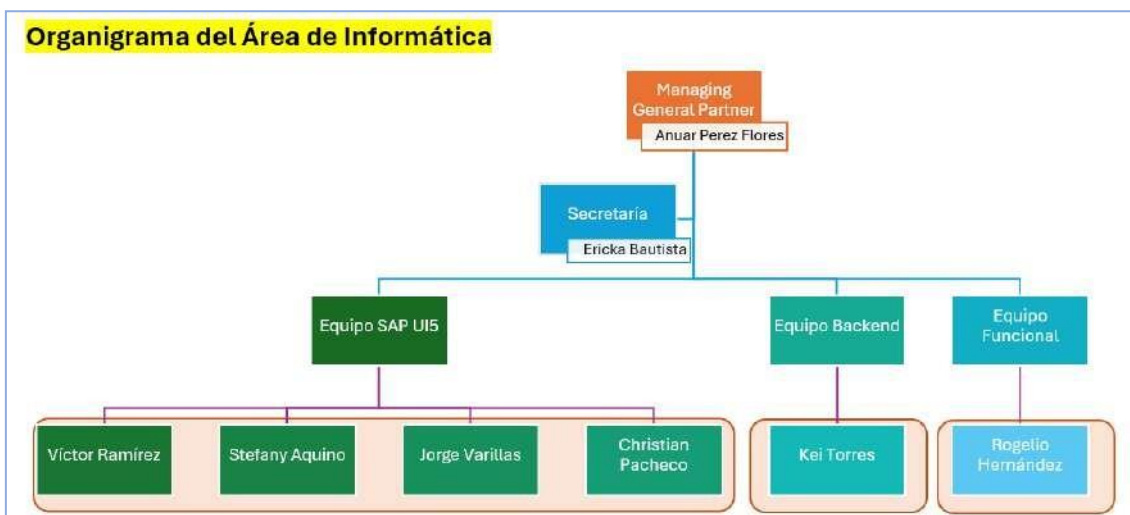 Organigrama del Área de Informática
Managing
General Partner
Anuar Perez Flores
Secretaría
Ericka Bautista
Equipo SAP UI5
Equipo Backend
Equipo
Funcional
Víctor Ramírez
Stefany Aquino
Jorge Varillas
Christian
Pacheco
Kei Torres
Rogelio
Hernández